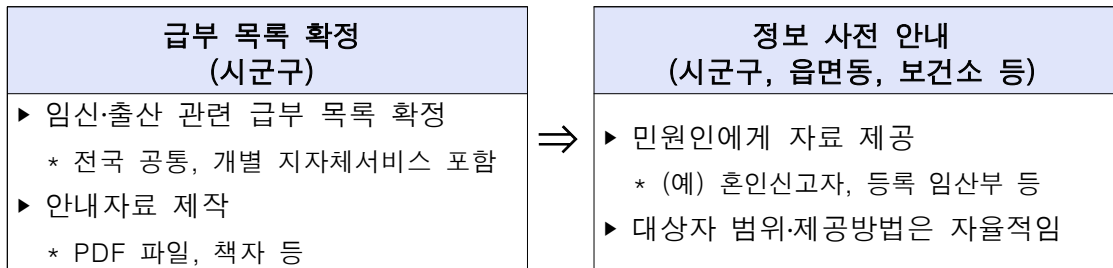 급부 목록 확정
(시군구)
▸ 임신·출산 관련 급부 목록 확정
* 전국 공통, 개별 지자체서비스 포함
▸ 안내자료 제작
* PDF 파일, 책자 등
⇒
정보 사전 안내
(시군구, 읍면동, 보건소 등)
▸ 민원인에게 자료 제공
* (예) 혼인신고자, 등록 임산부 등
▸ 대상자 범위·제공방법은 자율적임